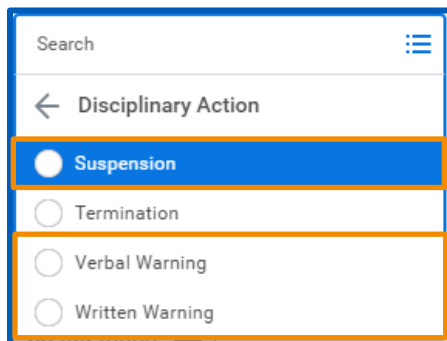 Search
Disciplinary Action
Suspension
Termination
Verbal Warning
Written Warning